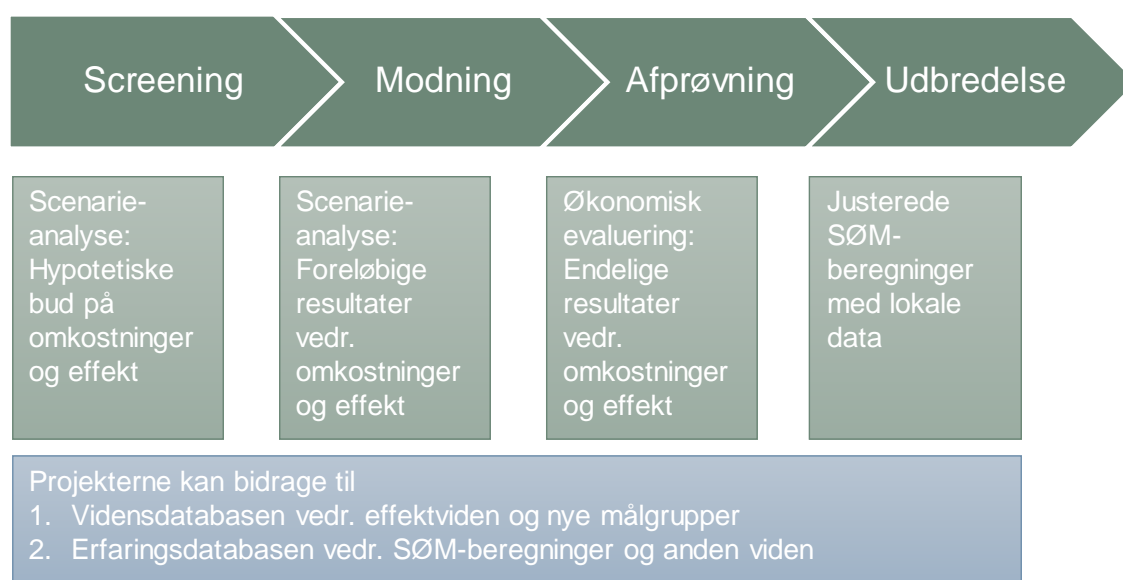 Screening
Modning
Afprøvning
Udbredelse
Scenarie-
analyse:
Hypotetiske
bud på
omkostninger
og effekt
Scenarie-
analyse:
Foreløbige
resultater
vedr.
omkostninger
og effekt
Økonomisk
evaluering:
Endelige
resultater
vedr.
omkostninger
og effekt
Justerede
SØM-
beregninger
med lokale
data
Projekterne kan bidrage til
1. Vidensdatabasen vedr. effektviden og nye målgrupper
2. Erfaringsdatabasen vedr. SØM-beregninger og anden viden